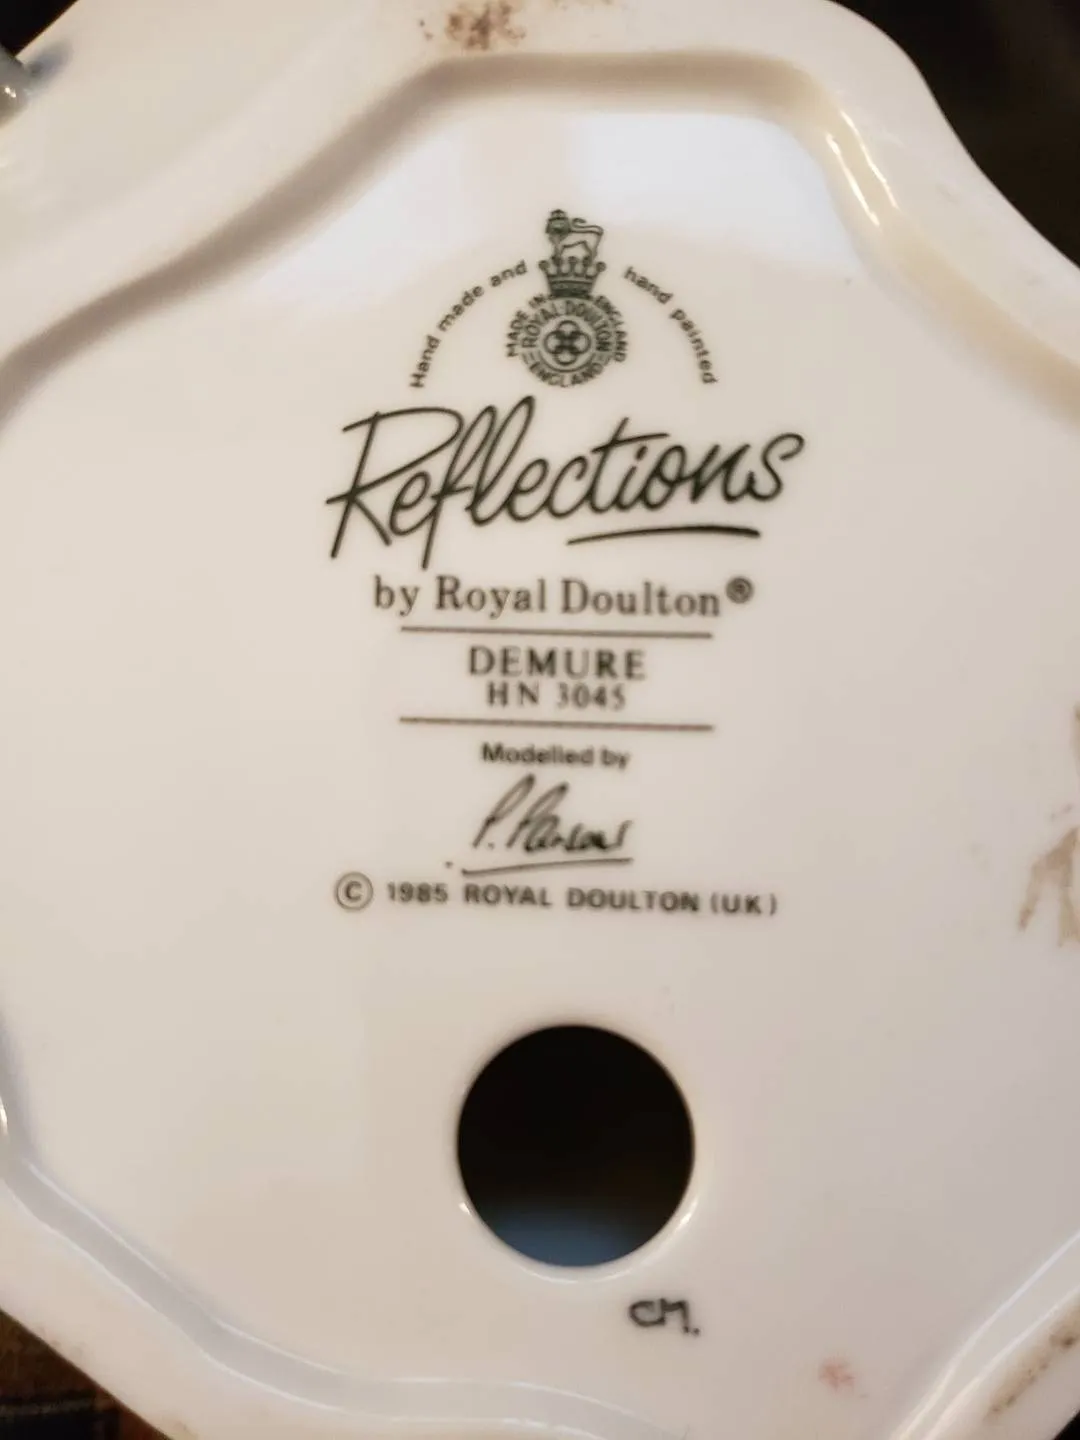 Hand made and hand painted
MADE IN ENGLAND
ROYAL DOULTON
ENGLAND
Reflections
by Royal Doulton®
DEMURE
HN 3045
Modelled by
P. Parsons
© 1985 ROYAL DOULTON (UK)
CM.